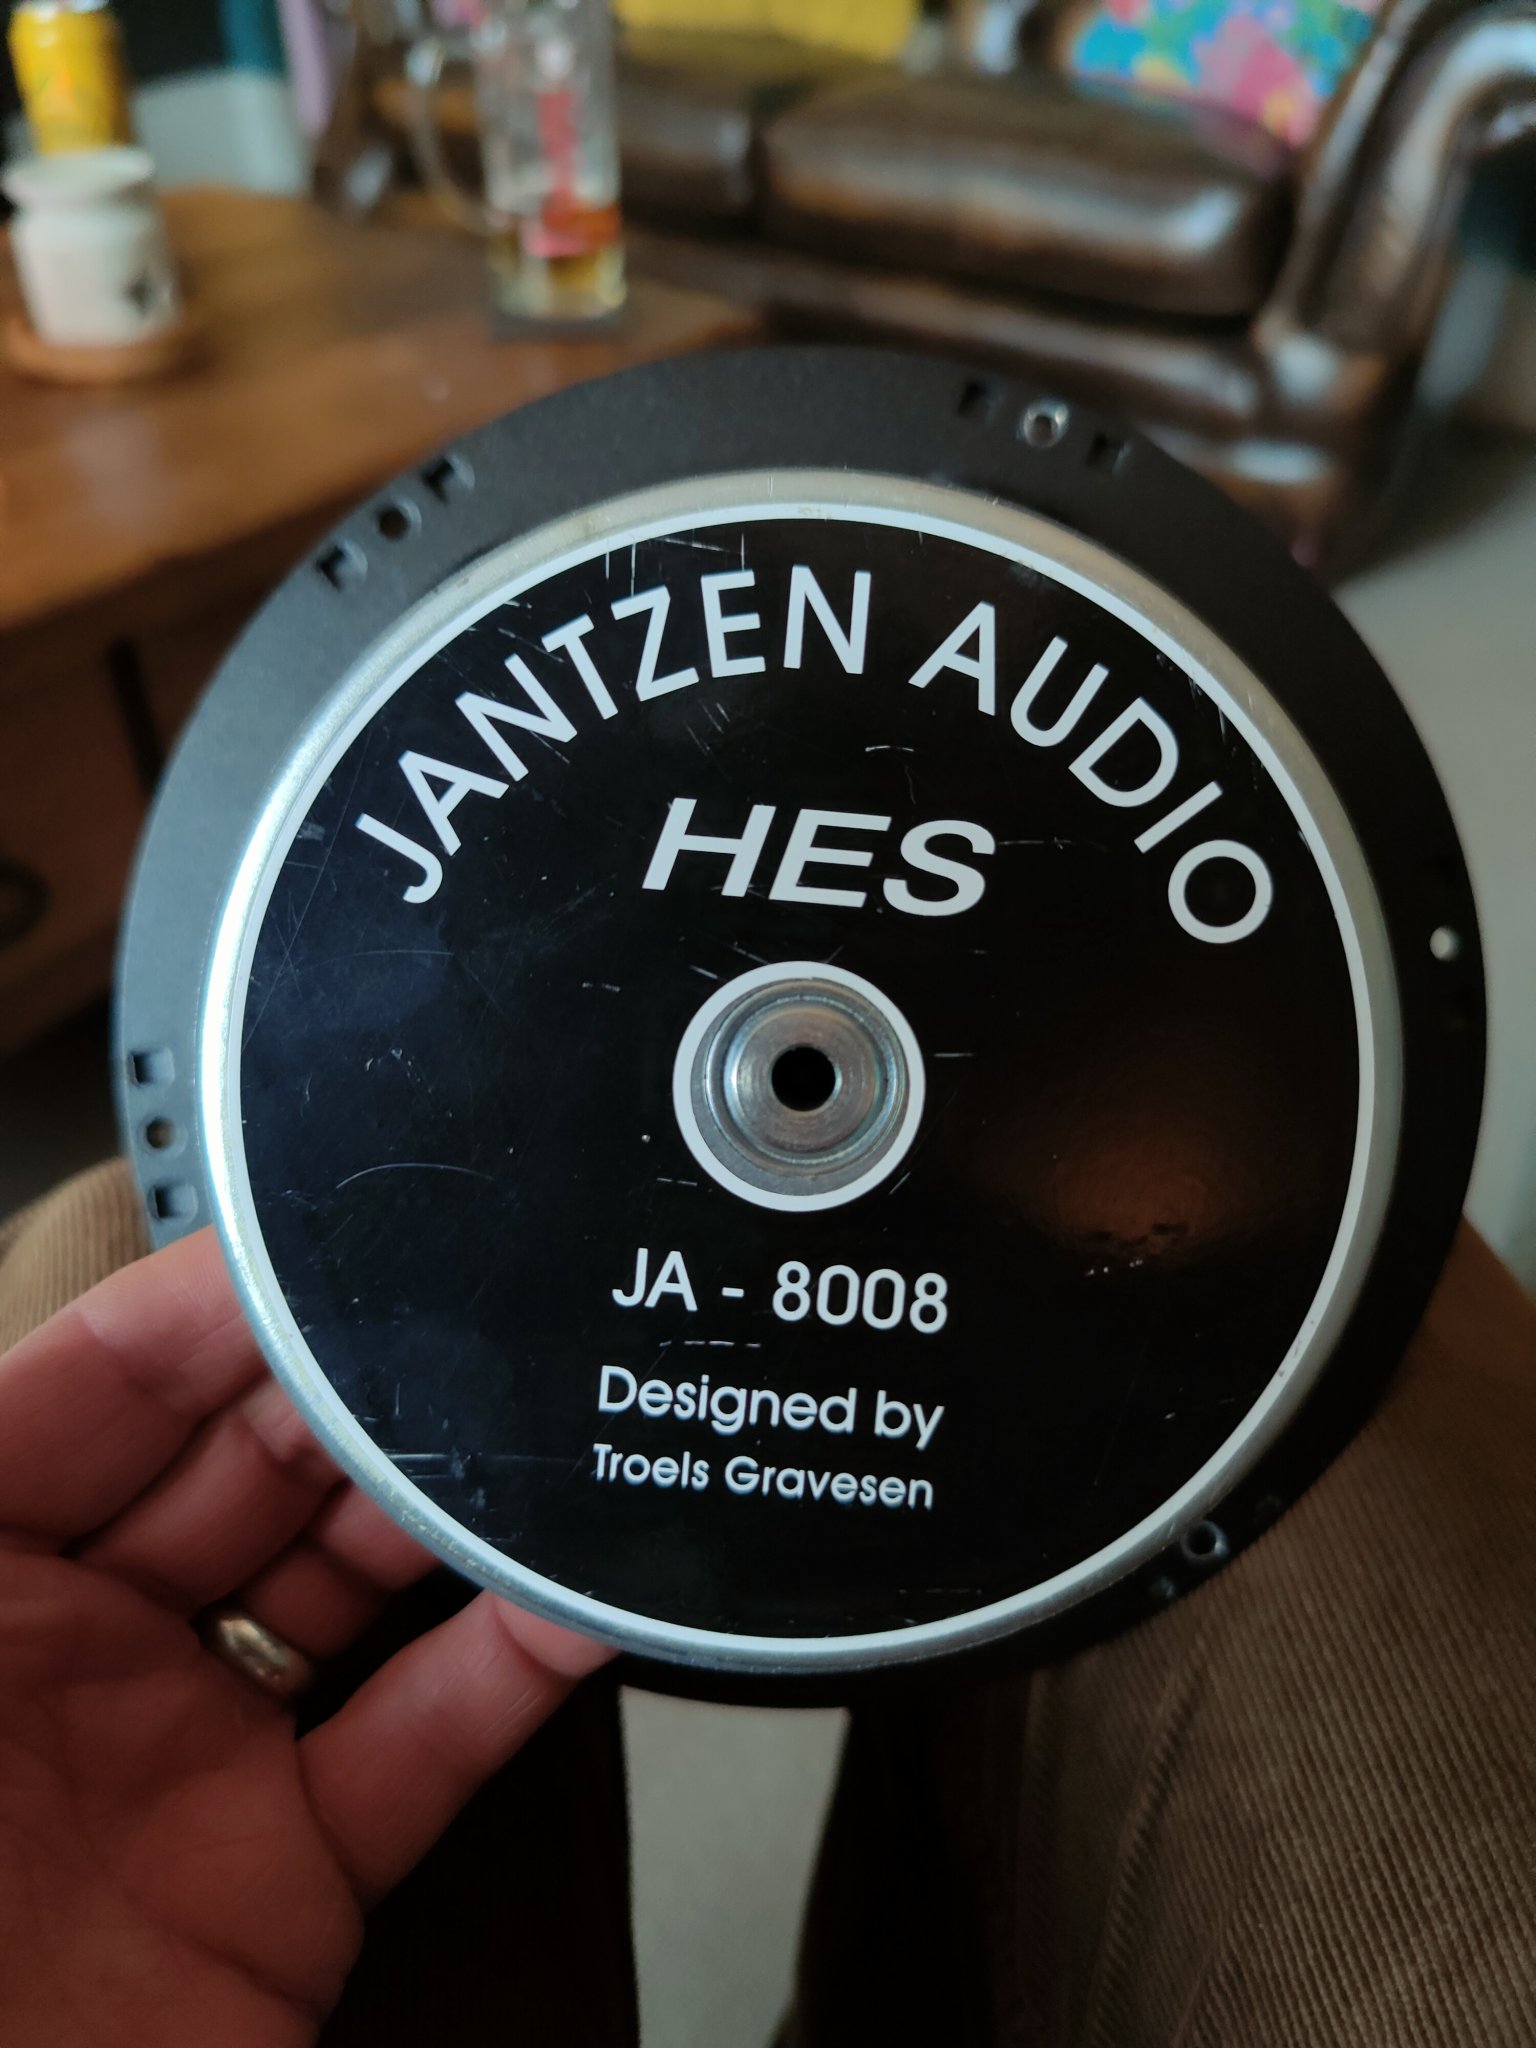 JANTZEN AUDIO
HES
JA - 8008
Designed by
Troels Gravesen